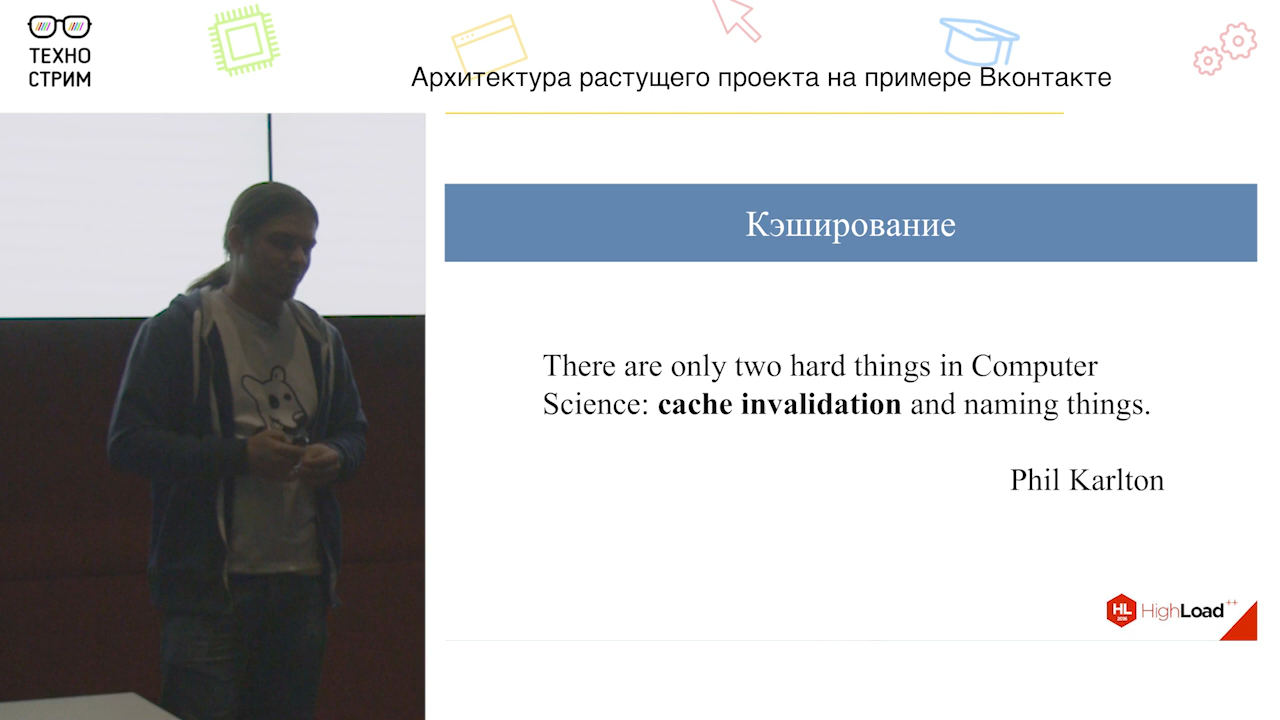 ТЕХНО
СТРИМ
Архитектура растущего проекта на примере Вконтакте
Кэширование
There are only two hard things in Computer
Science: cache invalidation and naming things.
Phil Karlton
HL
2016
HighLoad++